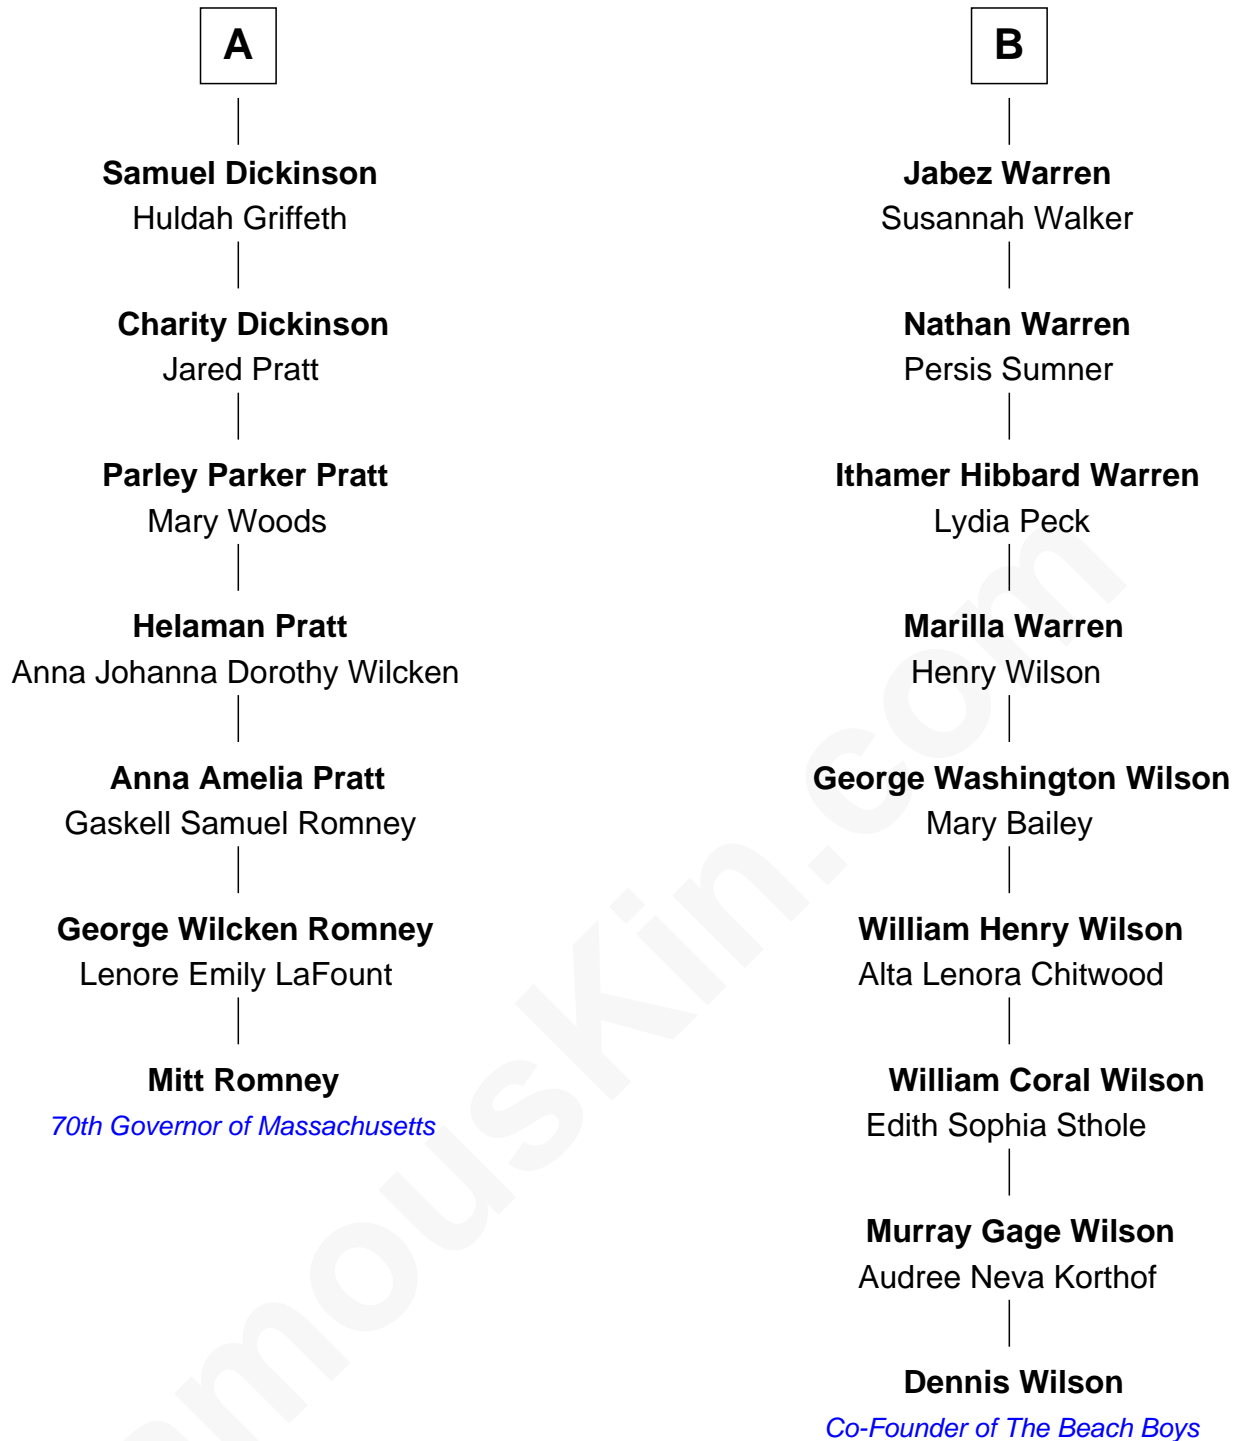 A
Samuel Dickinson
Huldah Griffeth
Charity Dickinson
Jared Pratt
Parley Parker Pratt
Mary Woods
Helaman Pratt
Anna Johanna Dorothy Wilcken
Anna Amelia Pratt
Gaskell Samuel Romney
George Wilcken Romney
Lenore Emily LaFount
Mitt Romney
70th Governor of Massachusetts
B
Jabez Warren
Susannah Walker
Nathan Warren
Persis Sumner
Ithamer Hibbard Warren
Lydia Peck
Marilla Warren
Henry Wilson
George Washington Wilson
Mary Bailey
William Henry Wilson
Alta Lenora Chitwood
William Coral Wilson
Edith Sophia Sthole
Murray Gage Wilson
Audree Neva Korthof
Dennis Wilson
Co-Founder of The Beach Boys
amousKin.com